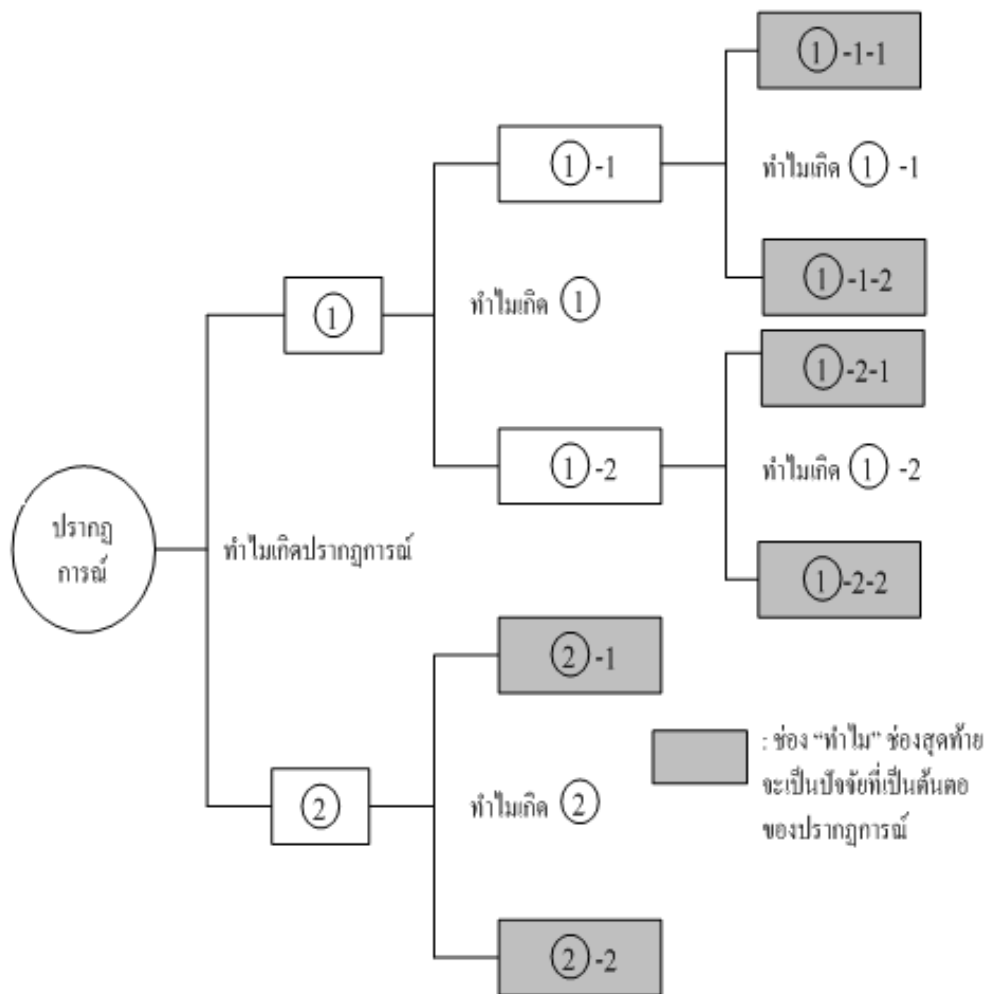 ① -1-1
① -1
ทำไมเกิด ① -1
① -1-2
①
ทำไมเกิด ①
① -2-1
① -2
ทำไมเกิด ① -2
ปรากฏ
การณ์
ทำไมเกิดปรากฏการณ์
① -2-2
② -1
: ช่อง “ทำไม” ช่องสุดท้าย
จะเป็นปัจจัยที่เป็นต้นตอ
ของปรากฏการณ์
②
ทำไมเกิด ②
② -2